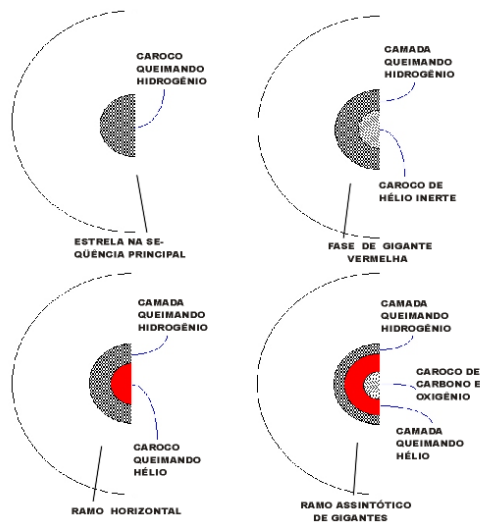 CAROCO
QUEIMANDO
HIDROGÊNIO
ESTRELA NA SE-
QÜÊNCIA PRINCIPAL
CAMADA
QUEIMANDO
HIDROGÊNIO
CAROCO DE
HÉLIO INERTE
FASE DE GIGANTE
VERMELHA
CAMADA
QUEIMANDO
HIDROGÊNIO
CAROCO
QUEIMANDO
HÉLIO
RAMO HORIZONTAL
CAMADA
QUEIMANDO
HIDROGÊNIO
CAROCO DE
CARBONO E
OXIGÊNIO
CAMADA
QUEIMANDO
HÉLIO
RAMO ASSINTÓTICO
DE GIGANTES